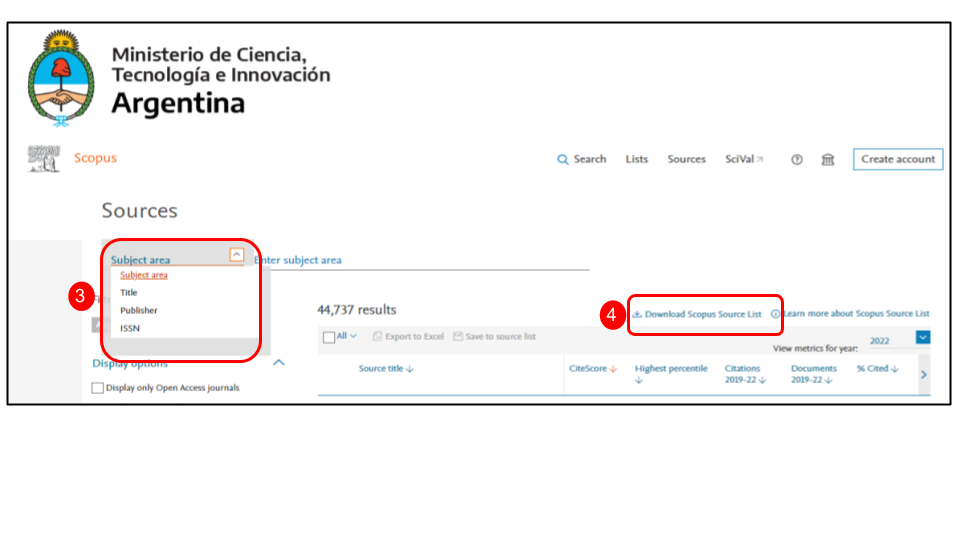 Ministerio de Ciencia,
Tecnología e Innovación
Argentina
Scopus
Search Lists Sources SciVal Create account
Sources
Subject area Enter subject area
Subject area
Title
Publisher
ISSN
3
44,737 results
4
Download Scopus Source List Learn more about Scopus Source List
All Export to Excel Save to source list
View metrics for year: 2022
Display options
Source title CiteScore Highest percentile Citations 2019-22 Documents 2019-22 % Cited
Display only Open Access journals